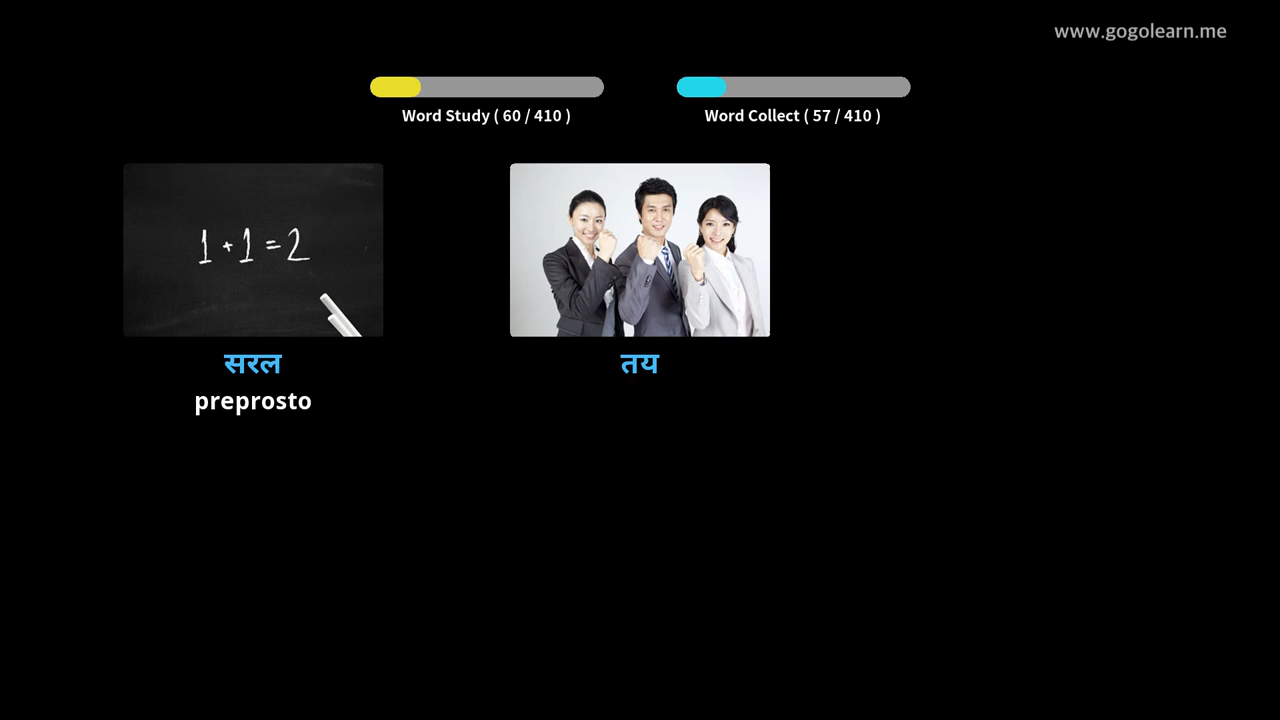 www.gogolearn.me
Word Study ( 60 / 410 )
Word Collect ( 57 / 410 )
1 + 1 = 2
सरल
preprosto
तय